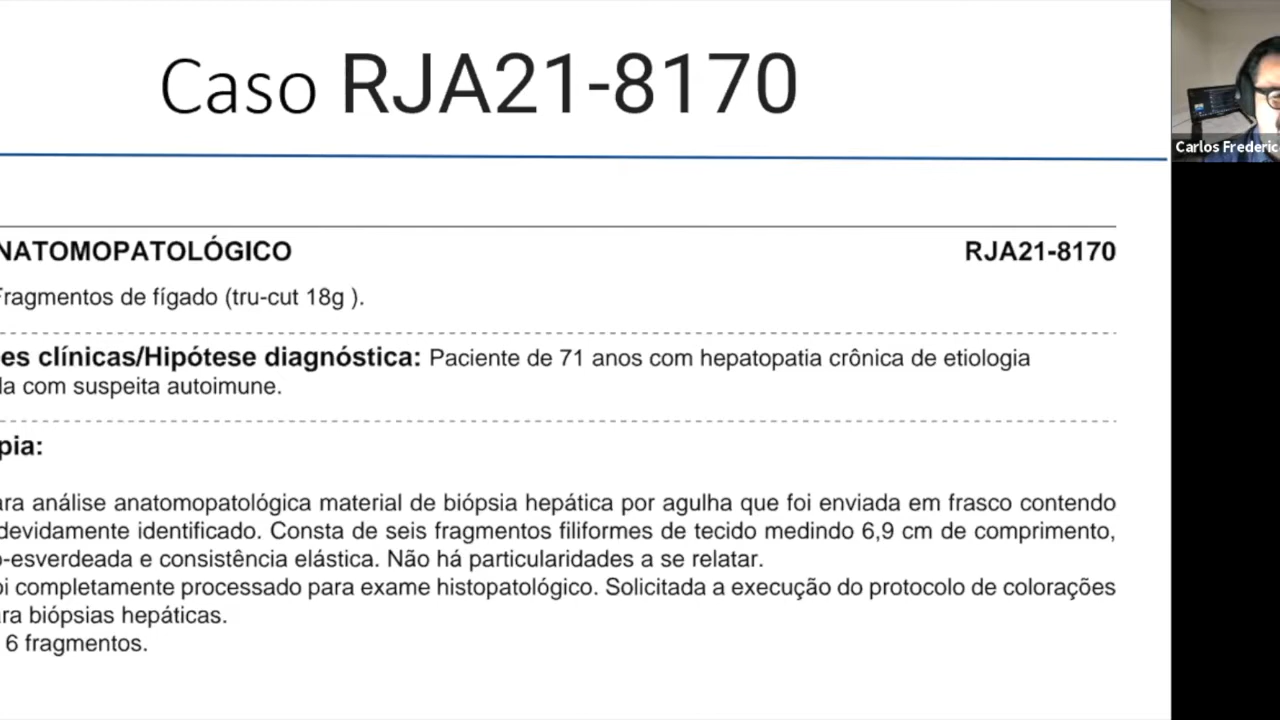 Caso RJA21-8170
Carlos Frederic
NATOMOPATOLÓGICO RJA21-8170
Fragmentos de fígado (tru-cut 18g ).
es clínicas/Hipótese diagnóstica: Paciente de 71 anos com hepatopatia crônica de etiologia
da com suspeita autoimune.
pia:
ara análise anatomopatológica material de biópsia hepática por agulha que foi enviada em frasco contendo
devidamente identificado. Consta de seis fragmentos filiformes de tecido medindo 6,9 cm de comprimento,
o-esverdeada e consistência elástica. Não há particularidades a se relatar.
oi completamente processado para exame histopatológico. Solicitada a execução do protocolo de colorações
ra biópsias hepáticas.
6 fragmentos.